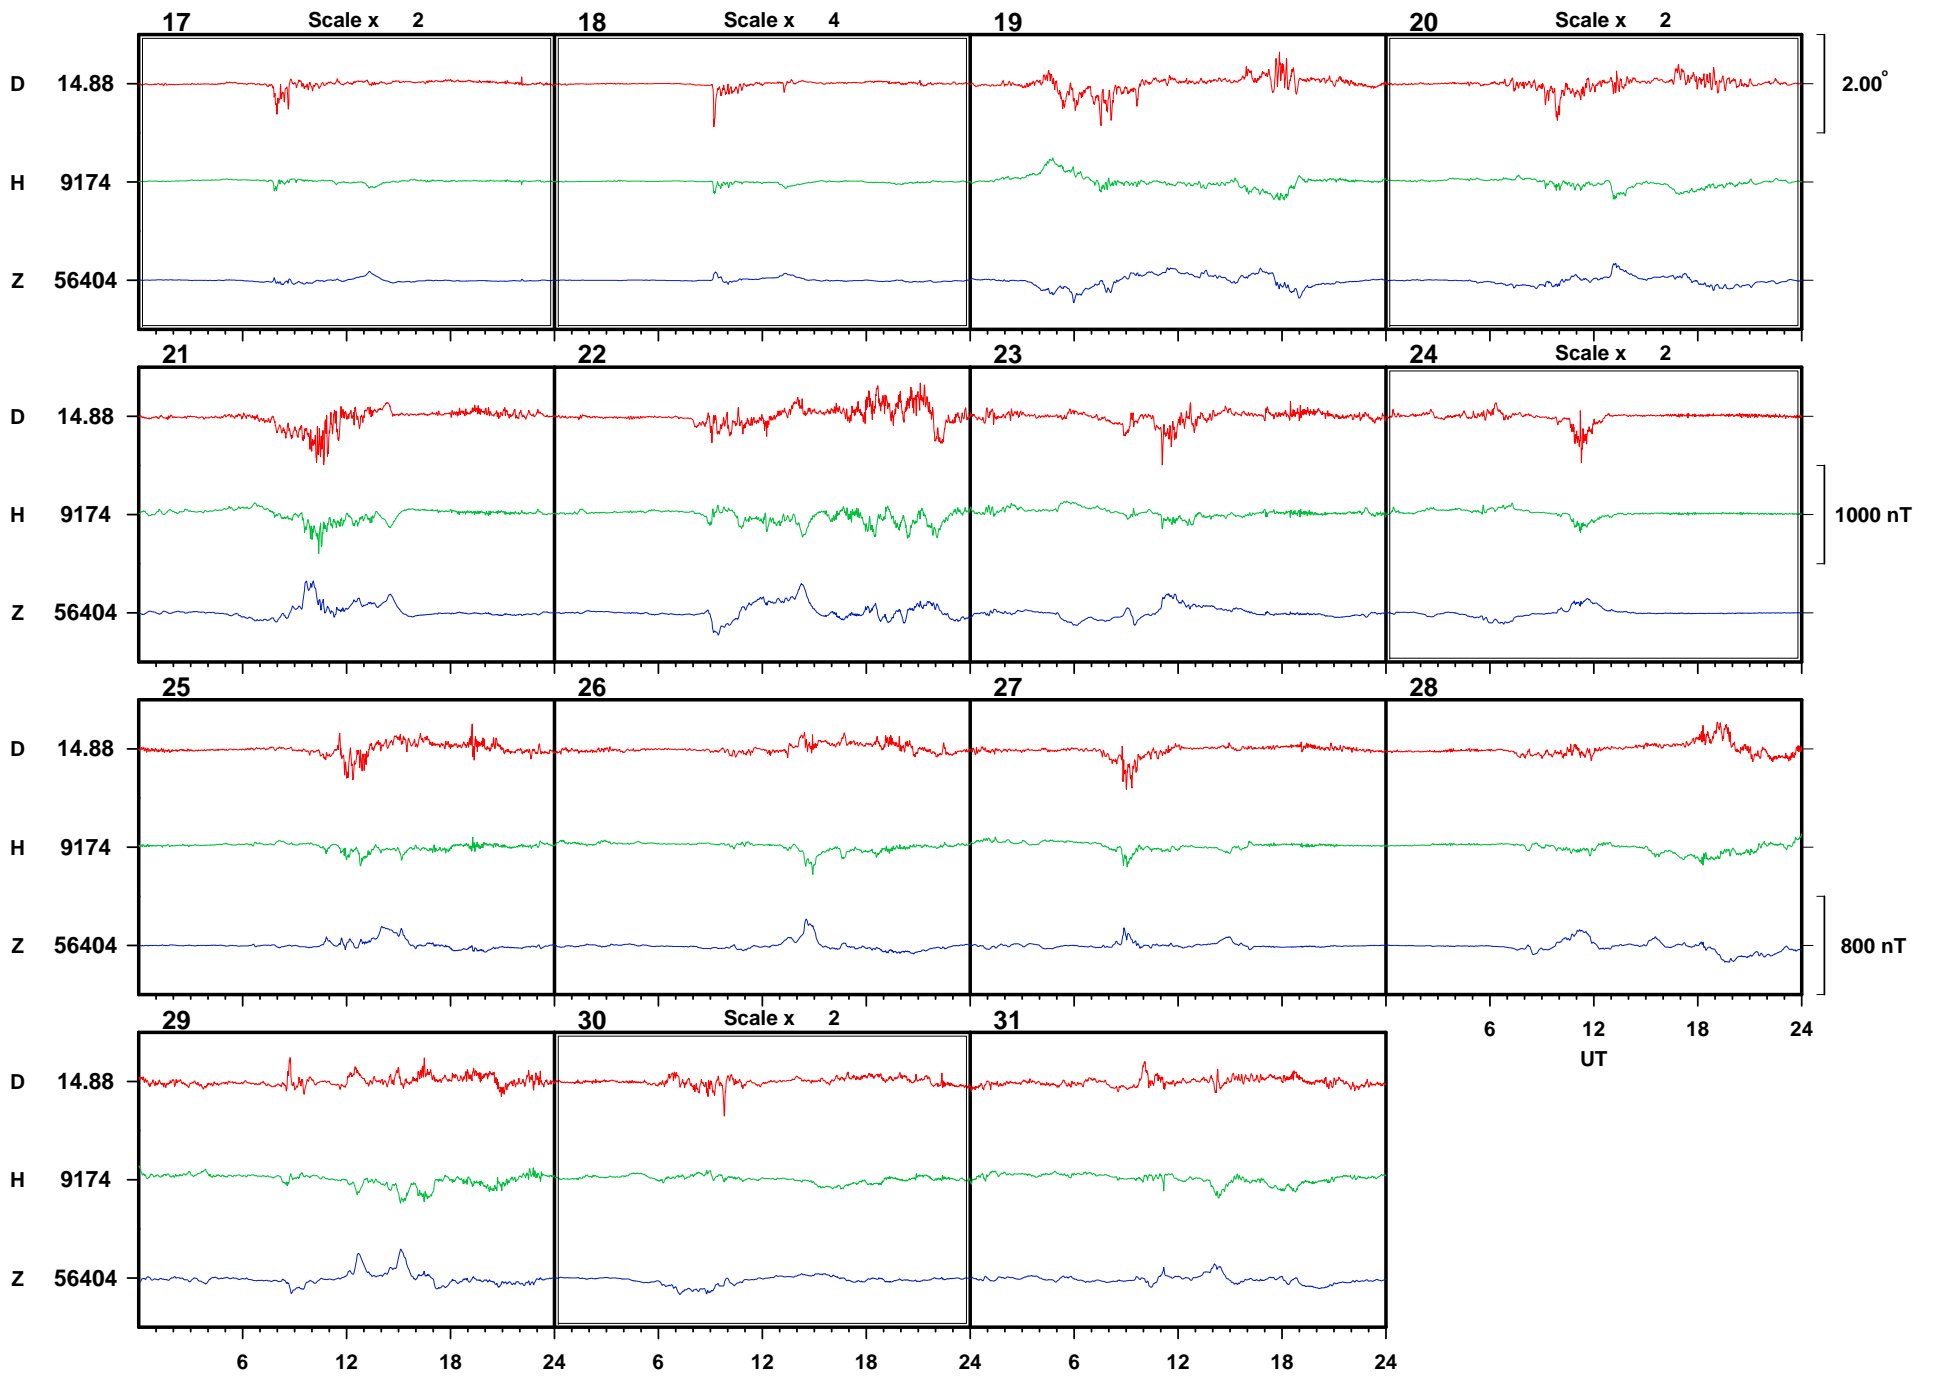 17 Scale x 2 18 Scale x 4 19 20 Scale x 2
D 14.88 2.00°
H 9174
Z 56404
21 22 23 24 Scale x 2
D 14.88
H 9174 1000 nT
Z 56404
25 26 27 28
D 14.88
H 9174
Z 56404 800 nT
29 30 Scale x 2 31
6 12 18 24
UT
D 14.88
H 9174
Z 56404
6 12 18 24 6 12 18 24 6 12 18 24